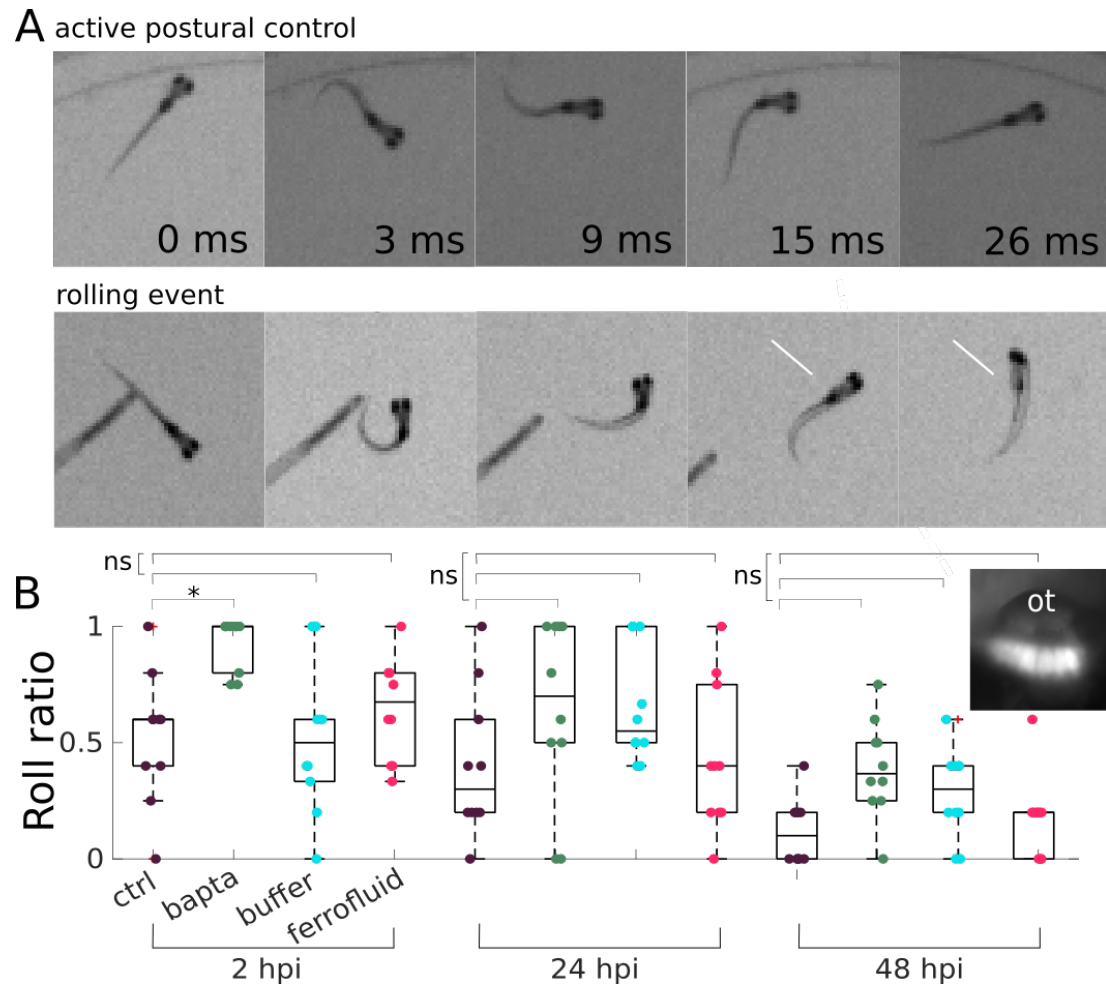 A active postural control
0 ms 3 ms 9 ms 15 ms 26 ms
rolling event
B
ns * ns ns
ot
Roll ratio
1
0.5
0
ctrl bapta buffer ferrofluid
2 hpi 24 hpi 48 hpi